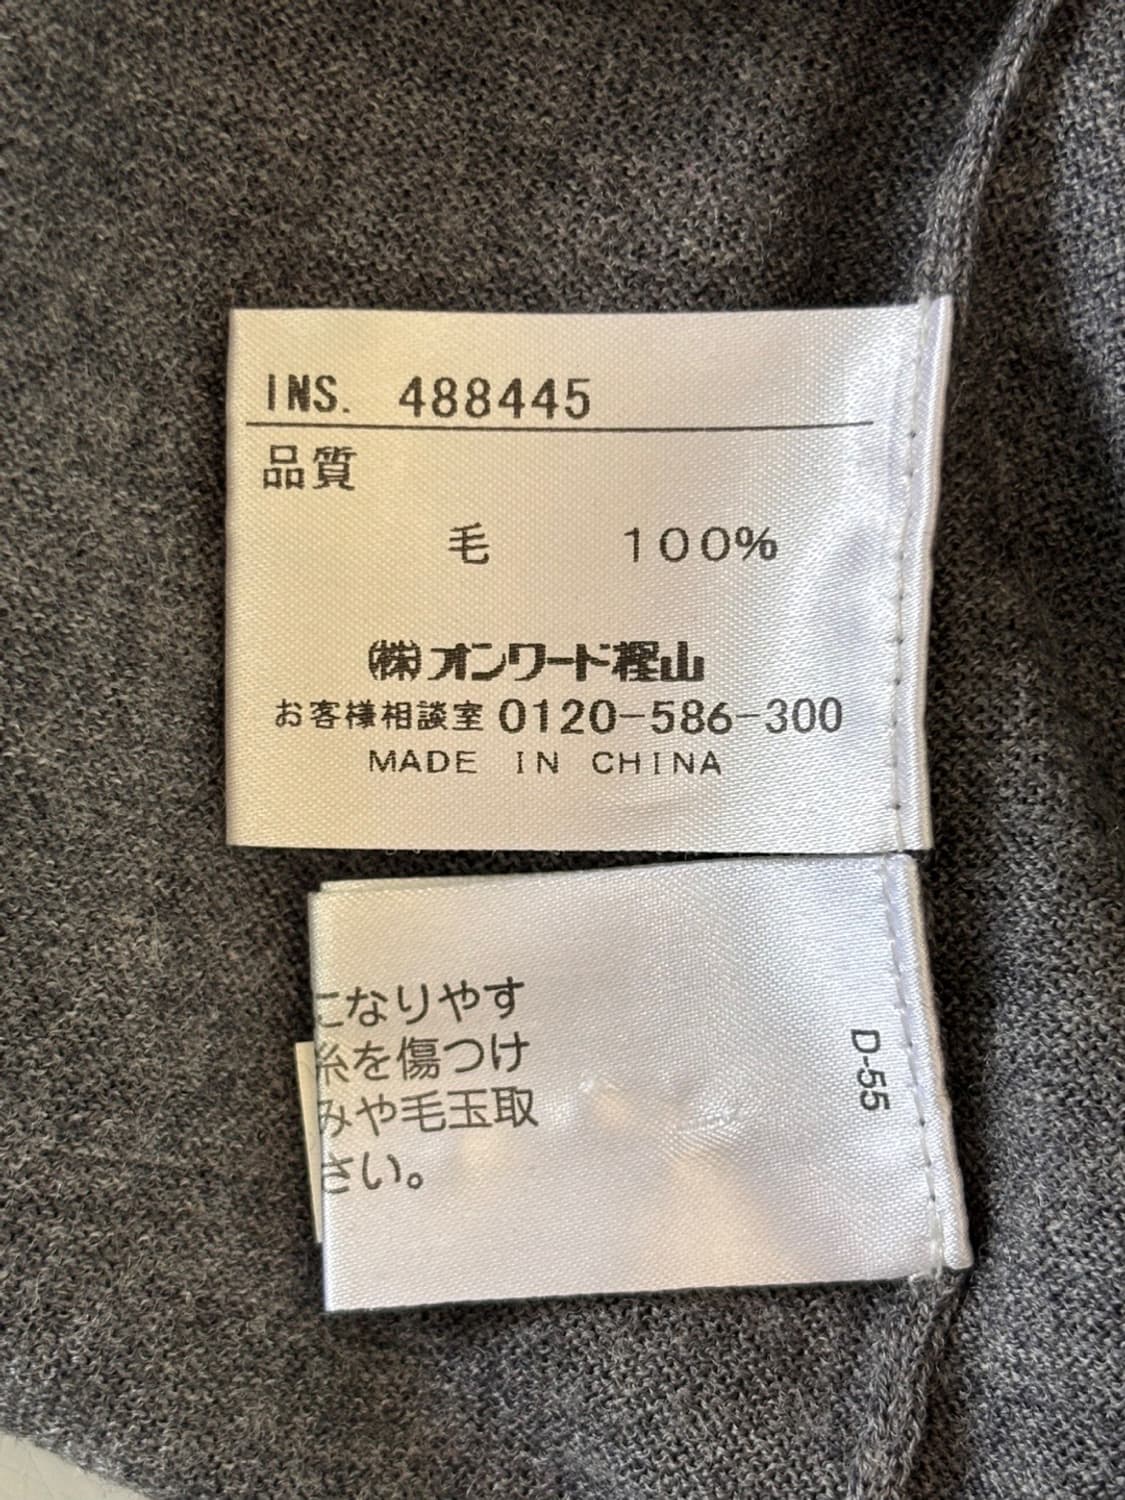 INS. 488445
品質
毛 100%
(株)オンワード樫山
お客様相談室 0120-586-300
MADE IN CHINA
になりやす
糸を傷つけ
みや毛玉取
さい。
D-55